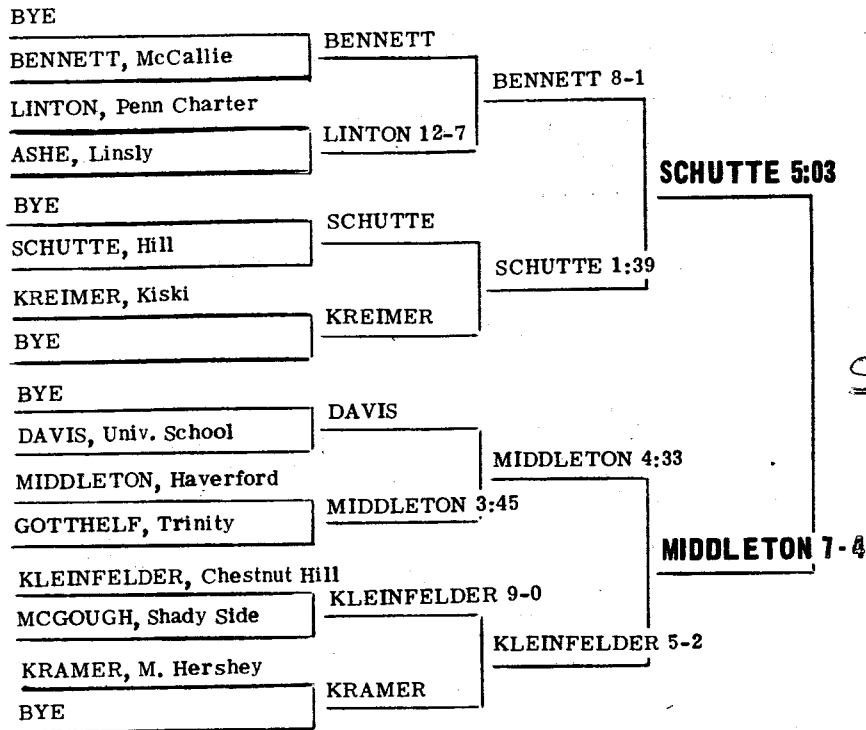 BYE
BENNETT, McCallie
LINTON, Penn Charter
ASHE, Linsly
BYE
SCHUTTE, Hill
KREIMER, Kiski
BYE
BYE
DAVIS, Univ. School
MIDDLETON, Haverford
GOTTHELF, Trinity
KLEINFELDER, Chestnut Hill
MCGOUGH, Shady Side
KRAMER, M. Hershey
BYE
BENNETT
LINTON 12-7
SCHUTTE
KREIMER
DAVIS
MIDDLETON 3:45
KLEINFELDER 9-0
KRAMER
BENNETT 8-1
SCHUTTE 1:39
MIDDLETON 4:33
KLEINFELDER 5-2
SCHUTTE 5:03
MIDDLETON 7-4